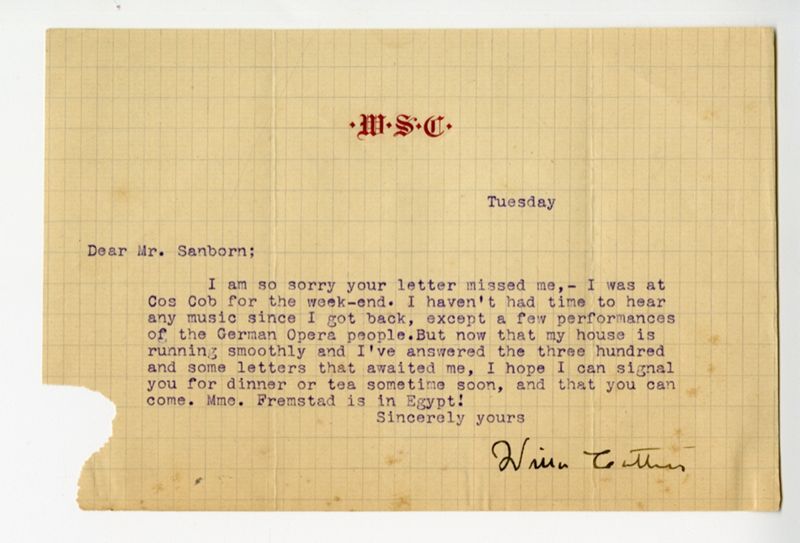 ·W·S·C·
Tuesday
Dear Mr. Sanborn;
I am so sorry your letter missed me,- I was at
Cos Cob for the week-end. I haven't had time to hear
any music since I got back, except a few performances
of the German Opera people.But now that my house is
running smoothly and I've answered the three hundred
and some letters that awaited me, I hope I can signal
you for dinner or tea sometime soon, and that you can
come. Mme. Fremstad is in Egypt!
Sincerely yours
Willa Cather